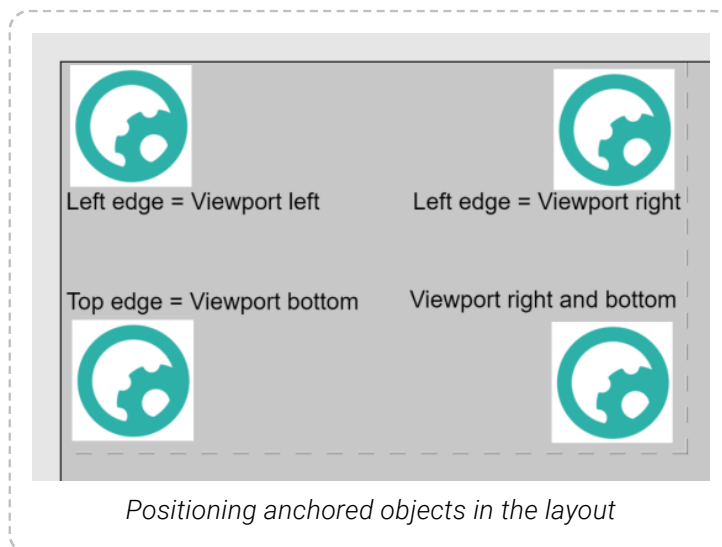 Left edge = Viewport left
Left edge = Viewport right
Top edge = Viewport bottom
Viewport right and bottom
Positioning anchored objects in the layout